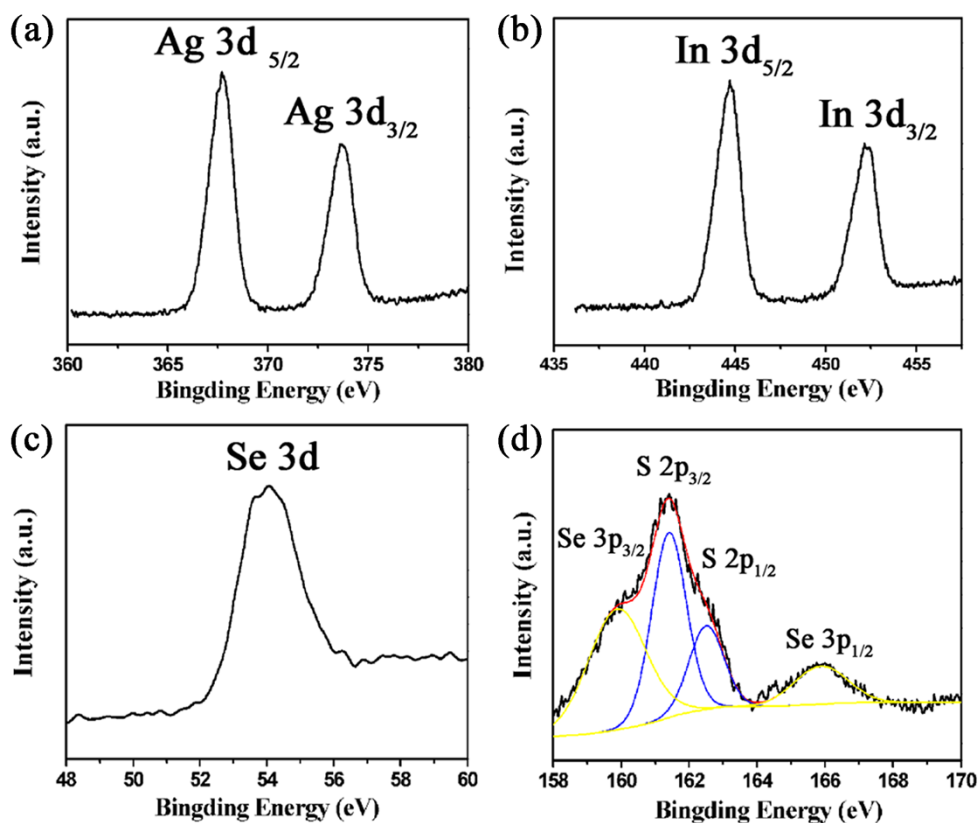 (a)
Ag 3d 5/2
Ag 3d3/2
Intensity (a.u.)
360 365 370 375 380
Bingding Energy (eV)
(b)
In 3d5/2
In 3d3/2
Intensity (a.u.)
435 440 445 450 455
Bingding Energy (eV)
(c)
Se 3d
Intensity (a.u.)
48 50 52 54 56 58 60
Bingding Energy (eV)
(d)
S 2p3/2
Se 3p3/2
S 2p1/2
Se 3p1/2
Intensity (a.u.)
158 160 162 164 166 168 170
Bingding Energy (eV)